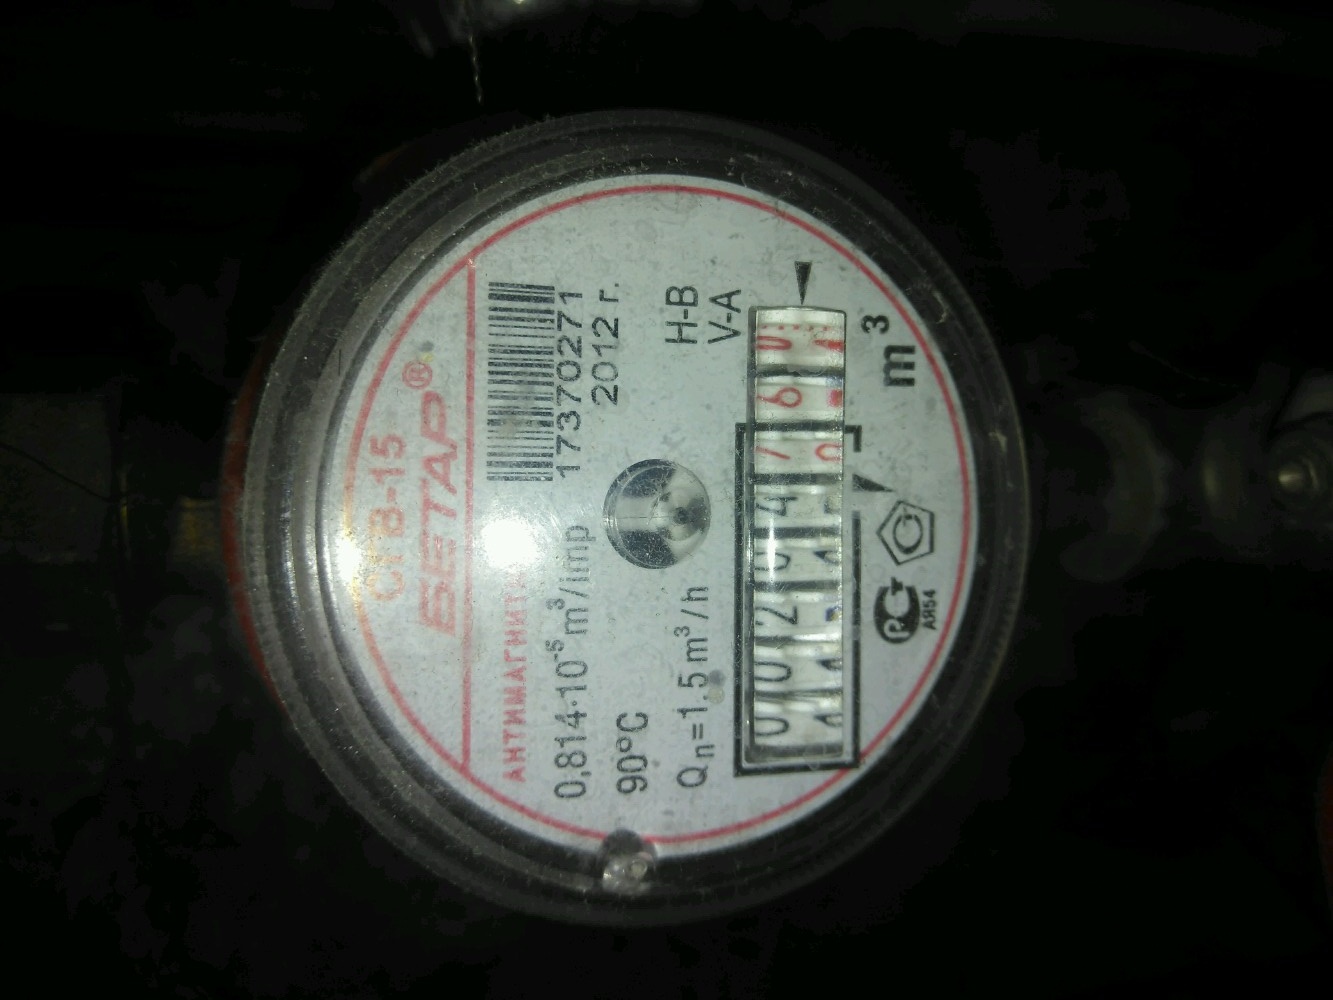 СГВ-15
БЕТАР®
17370271
2012 г.
АНТИМАГНИТ
0,814·10⁻⁵ m³/imp
90°C
H-B
V-A
Qn=1.5 m³/h
m³
РСТ
АЯ54